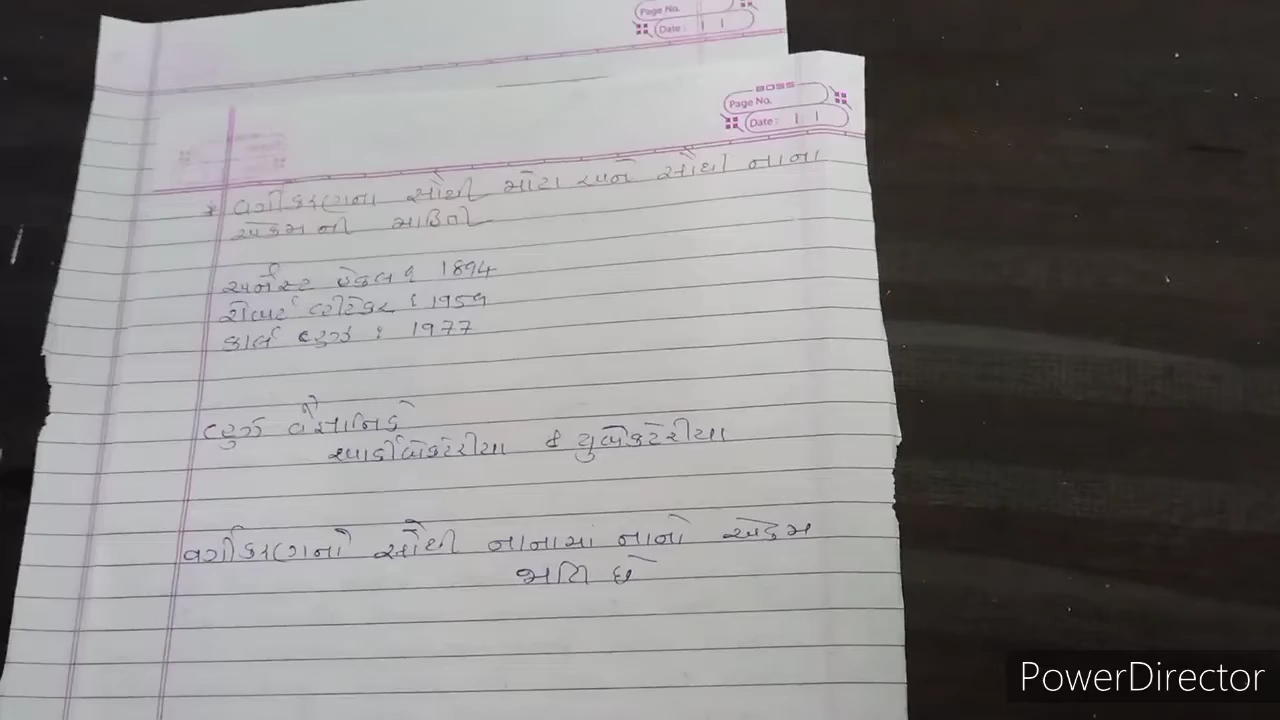 Page No.
Date :
BOSS
Page No.
Date :
* વર્ગીકરણના સૌથી મોટા અને સૌથી નાના
એકમ ની માહિતી
અર્નેસ્ટ હેકલ : 1894
રોબર્ટ વ્હીટેકર : 1959
કાર્લ વ્હુઝ : 1977
વ્હુઝ વૈજ્ઞાનિકે
આર્કીબેક્ટેરીયા & યુબેક્ટેરીયા
વર્ગીકરણનો સૌથી નાનામાં નાનો એકમ
જાતિ છે
PowerDirector